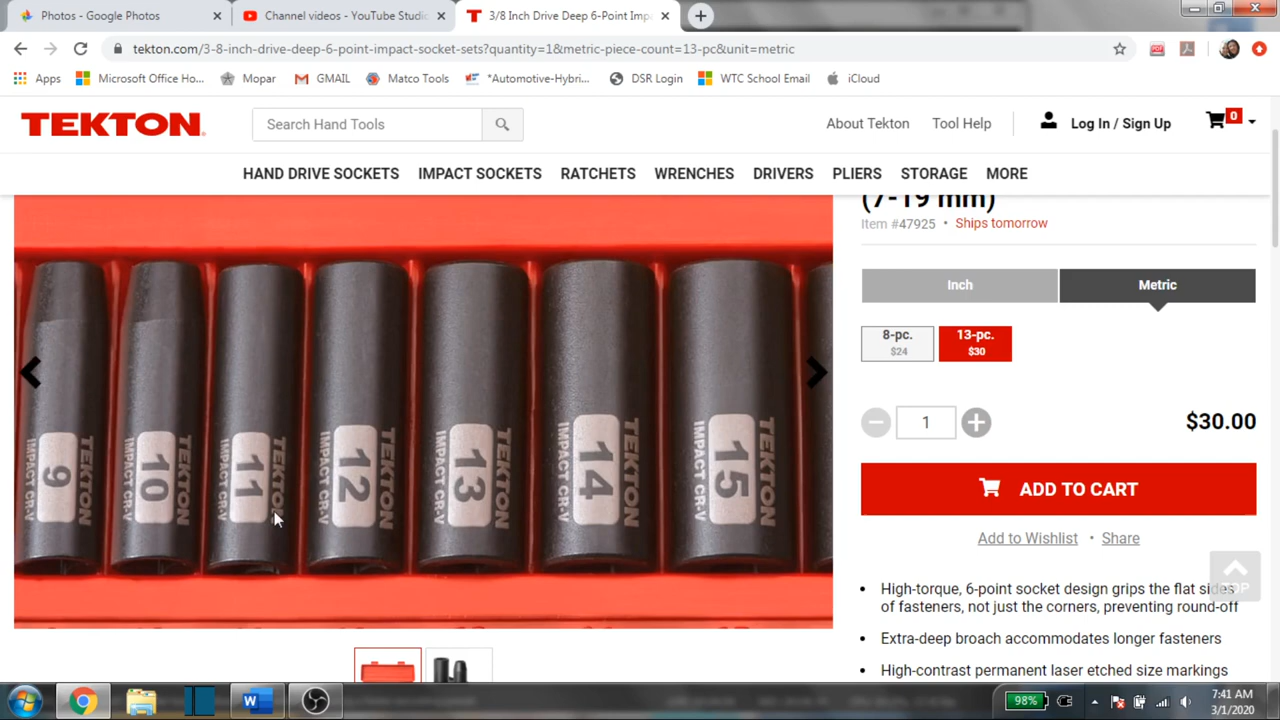 Photos - Google Photos
Channel videos - YouTube Studio
3/8 Inch Drive Deep 6-Point Impa
tekton.com/3-8-inch-drive-deep-6-point-impact-socket-sets?quantity=1&metric-piece-count=13-pc&unit=metric
Apps
Microsoft Office Ho...
Mopar
GMAIL
Matco Tools
*Automotive-Hybri...
DSR Login
WTC School Email
iCloud
TEKTON
Search Hand Tools
About Tekton
Tool Help
Log In / Sign Up
0
HAND DRIVE SOCKETS
IMPACT SOCKETS
RATCHETS
WRENCHES
DRIVERS
PLIERS
STORAGE
MORE
(7-19 mm)
Item #47925 • Ships tomorrow
Inch
Metric
8-pc.
$24
13-pc.
$30
1
$30.00
ADD TO CART
Add to Wishlist • Share
TOP
• High-torque, 6-point socket design grips the flat sides
of fasteners, not just the corners, preventing round-off
• Extra-deep broach accommodates longer fasteners
• High-contrast permanent laser etched size markings
IMPACT CR-V
9
TEKTON
IMPACT CR-V
10
TEKTON
IMPACT CR-V
11
TEKTON
IMPACT CR-V
12
TEKTON
IMPACT CR-V
13
TEKTON
IMPACT CR-V
14
TEKTON
IMPACT CR-V
15
TEKTON
98%
7:41 AM
3/1/2020